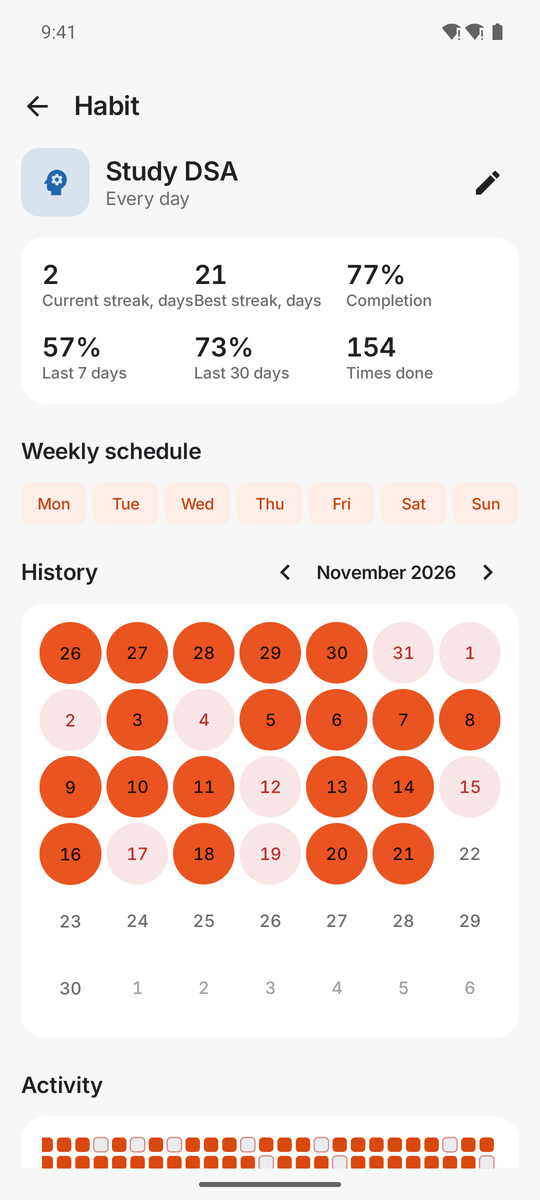 9:41
Habit
Study DSA
Every day
2 21 77%
Current streak, days Best streak, days Completion
57% 73% 154
Last 7 days Last 30 days Times done
Weekly schedule
Mon Tue Wed Thu Fri Sat Sun
History November 2026
26 27 28 29 30 31 1
2 3 4 5 6 7 8
9 10 11 12 13 14 15
16 17 18 19 20 21 22
23 24 25 26 27 28 29
30 1 2 3 4 5 6
Activity